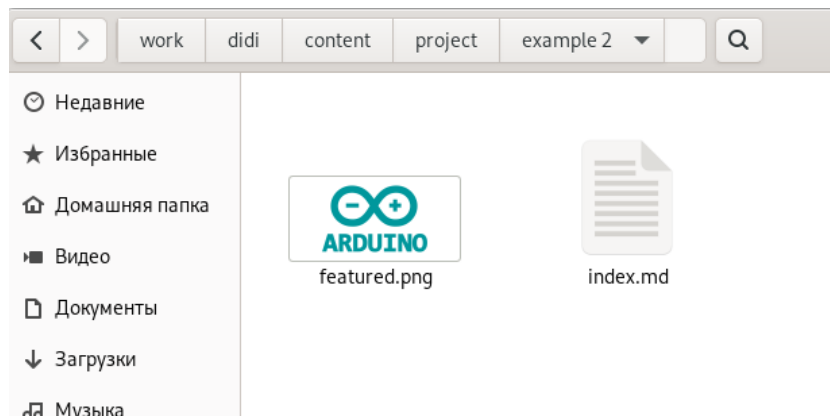 work didi content project example 2
Недавние
Избранные
Домашняя папка
Видео
Документы
Загрузки
Музыка
ARDUINO
featured.png
index.md